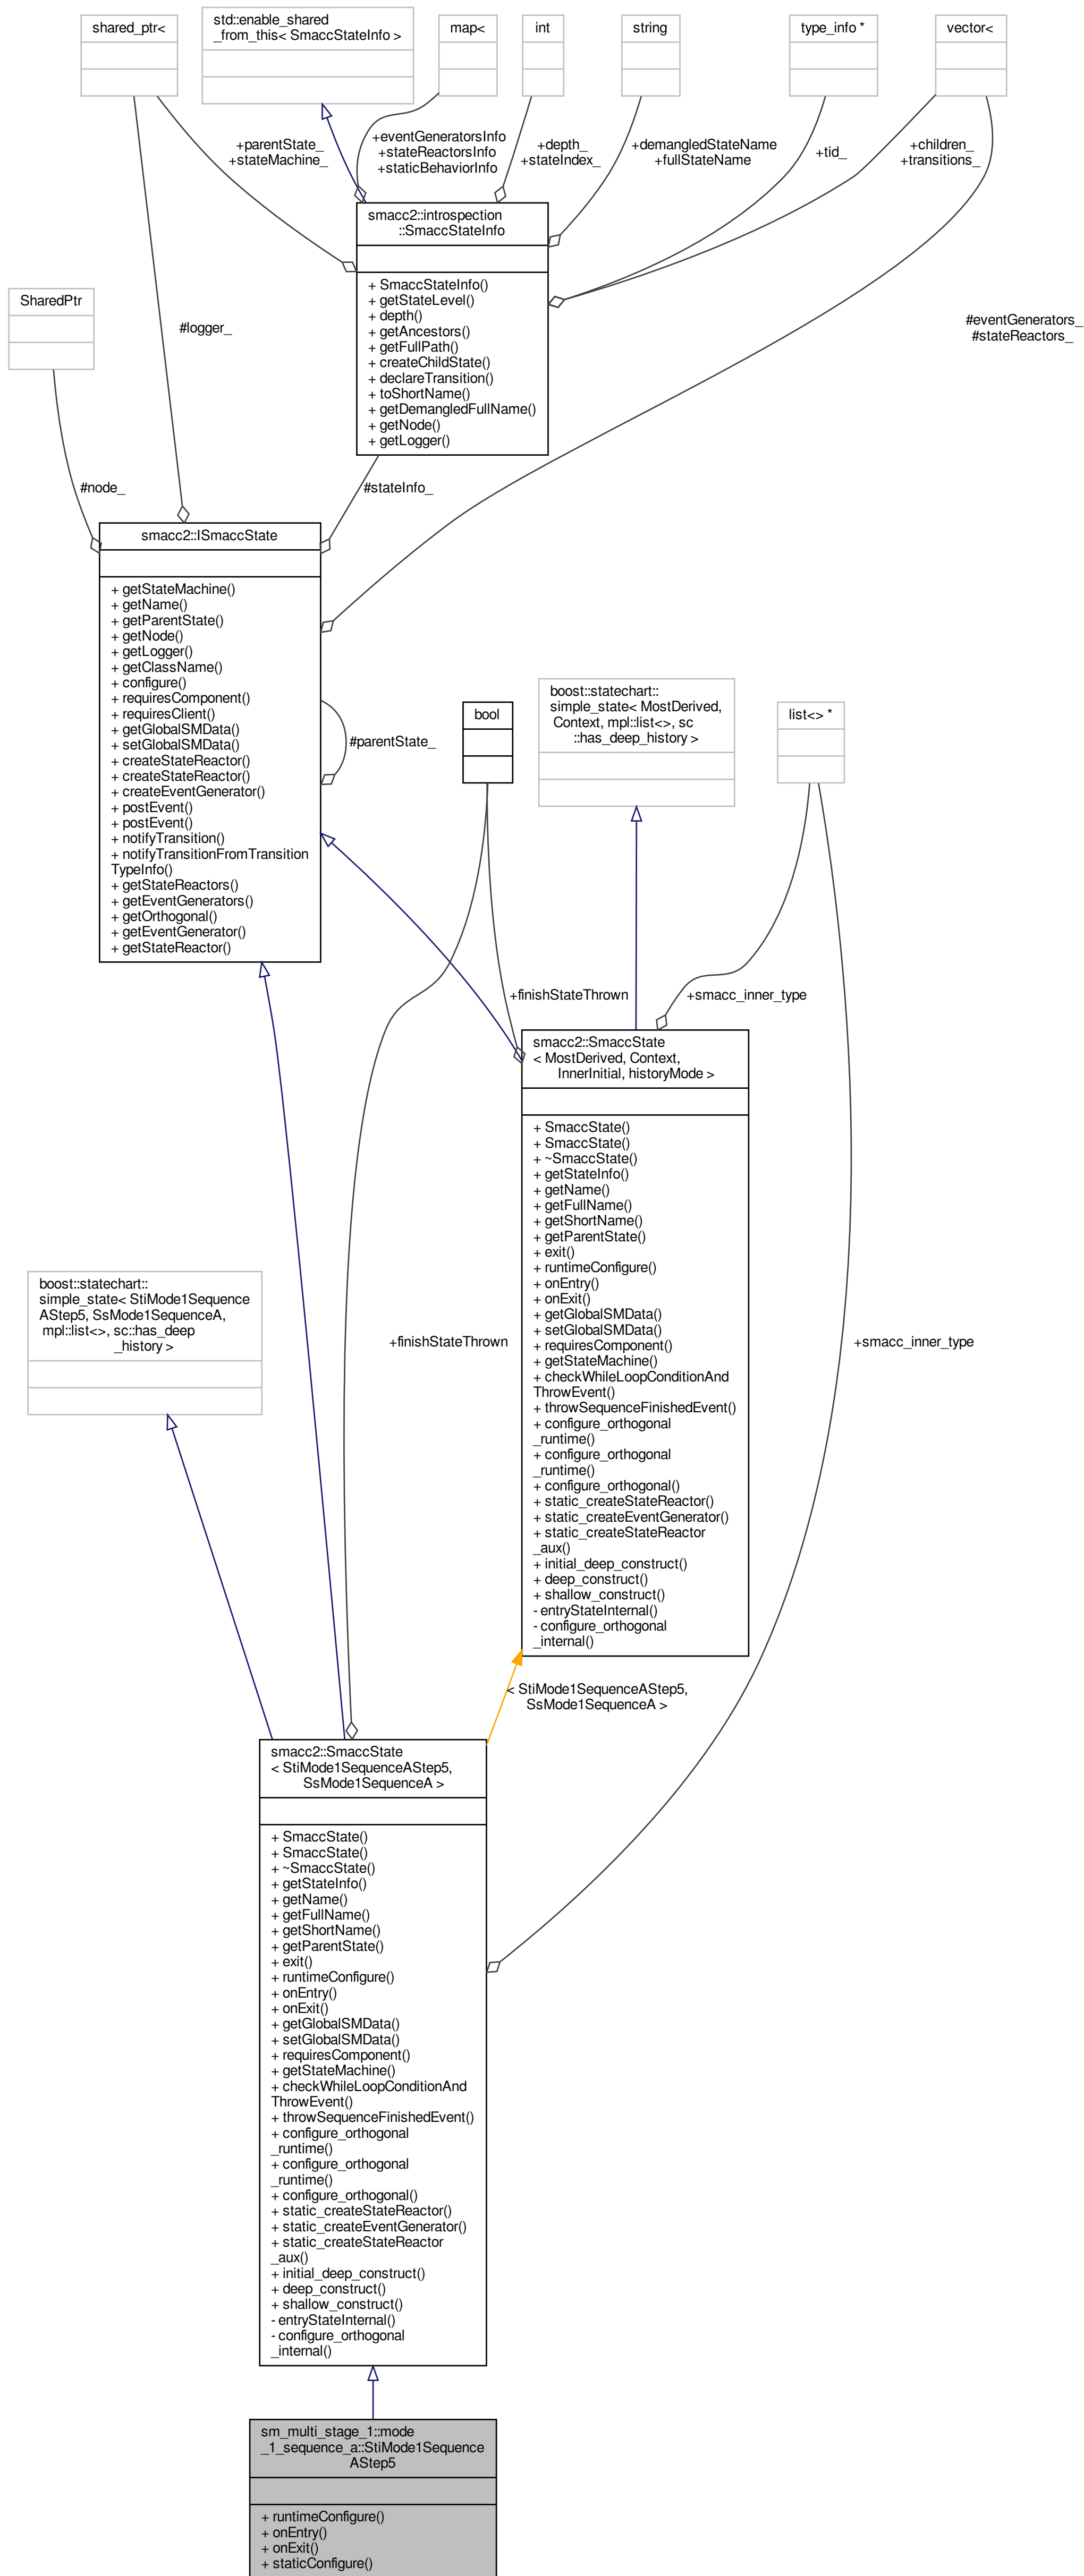 shared_ptr<
std::enable_shared
_from_this< SmaccStateInfo >
map<
int
string
type_info *
vector<
+parentState_
+stateMachine_
+eventGeneratorsInfo
+stateReactorsInfo
+staticBehaviorInfo
+depth_
+stateIndex_
+demangledStateName
+fullStateName
+tid_
+children_
+transitions_
smacc2::introspection
::SmaccStateInfo
+ SmaccStateInfo()
+ getStateLevel()
+ depth()
+ getAncestors()
+ getFullPath()
+ createChildState()
+ declareTransition()
+ toShortName()
+ getDemangledFullName()
+ getNode()
+ getLogger()
SharedPtr
#logger_
#eventGenerators_
#stateReactors_
#node_
#stateInfo_
smacc2::ISmaccState
+ getStateMachine()
+ getName()
+ getParentState()
+ getNode()
+ getLogger()
+ getClassName()
+ configure()
+ requiresComponent()
+ requiresClient()
+ getGlobalSMData()
+ setGlobalSMData()
+ createStateReactor()
+ createStateReactor()
+ createEventGenerator()
+ postEvent()
+ postEvent()
+ notifyTransition()
+ notifyTransitionFromTransition
TypeInfo()
+ getStateReactors()
+ getEventGenerators()
+ getOrthogonal()
+ getEventGenerator()
+ getStateReactor()
#parentState_
bool
boost::statechart::
simple_state< MostDerived,
Context, mpl::list<>, sc
::has_deep_history >
list<> *
+finishStateThrown
+smacc_inner_type
smacc2::SmaccState
< MostDerived, Context,
InnerInitial, historyMode >
+ SmaccState()
+ SmaccState()
+ ~SmaccState()
+ getStateInfo()
+ getName()
+ getFullName()
+ getShortName()
+ getParentState()
+ exit()
+ runtimeConfigure()
+ onEntry()
+ onExit()
+ getGlobalSMData()
+ setGlobalSMData()
+ requiresComponent()
+ getStateMachine()
+ checkWhileLoopConditionAnd
ThrowEvent()
+ throwSequenceFinishedEvent()
+ configure_orthogonal
_runtime()
+ configure_orthogonal
_runtime()
+ configure_orthogonal()
+ static_createStateReactor()
+ static_createEventGenerator()
+ static_createStateReactor
_aux()
+ initial_deep_construct()
+ deep_construct()
+ shallow_construct()
- entryStateInternal()
- configure_orthogonal
_internal()
boost::statechart::
simple_state< StiMode1Sequence
AStep5, SsMode1SequenceA,
mpl::list<>, sc::has_deep
_history >
+finishStateThrown
+smacc_inner_type
< StiMode1SequenceAStep5,
SsMode1SequenceA >
smacc2::SmaccState
< StiMode1SequenceAStep5,
SsMode1SequenceA >
+ SmaccState()
+ SmaccState()
+ ~SmaccState()
+ getStateInfo()
+ getName()
+ getFullName()
+ getShortName()
+ getParentState()
+ exit()
+ runtimeConfigure()
+ onEntry()
+ onExit()
+ getGlobalSMData()
+ setGlobalSMData()
+ requiresComponent()
+ getStateMachine()
+ checkWhileLoopConditionAnd
ThrowEvent()
+ throwSequenceFinishedEvent()
+ configure_orthogonal
_runtime()
+ configure_orthogonal
_runtime()
+ configure_orthogonal()
+ static_createStateReactor()
+ static_createEventGenerator()
+ static_createStateReactor
_aux()
+ initial_deep_construct()
+ deep_construct()
+ shallow_construct()
- entryStateInternal()
- configure_orthogonal
_internal()
sm_multi_stage_1::mode
_1_sequence_a::StiMode1Sequence
AStep5
+ runtimeConfigure()
+ onEntry()
+ onExit()
+ staticConfigure()